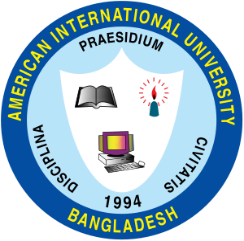 AMERICAN INTERNATIONAL UNIVERSITY
PRAESIDIUM
DISCIPLINA
CIVITATIS
1994
BANGLADESH